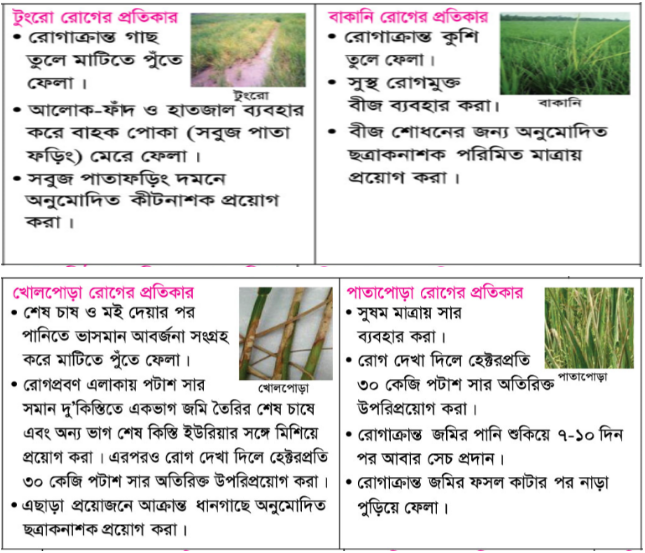 টুংরো রোগের প্রতিকার
• রোগাক্রান্ত গাছ
তুলে মাটিতে পুঁতে
ফেলা।
টুংরো
• আলোক-ফাঁদ ও হাতজাল ব্যবহার
করে বাহক পোকা (সবুজ পাতা
ফড়িং) মেরে ফেলা।
• সবুজ পাতাফড়িং দমনে
অনুমোদিত কীটনাশক প্রয়োগ
করা।
বাকানি রোগের প্রতিকার
• রোগাক্রান্ত কুশি
তুলে ফেলা।
• সুস্থ রোগমুক্ত
বীজ ব্যবহার করা।
বাকানি
• বীজ শোধনের জন্য অনুমোদিত
ছত্রাকনাশক পরিমিত মাত্রায়
প্রয়োগ করা।
খোলপোড়া রোগের প্রতিকার
• শেষ চাষ ও মই দেয়ার পর
পানিতে ভাসমান আবর্জনা সংগ্রহ
করে মাটিতে পুঁতে ফেলা।
খোলপোড়া
• রোগপ্রবণ এলাকায় পটাশ সার
সমান দু'কিস্তিতে একভাগ জমি তৈরির শেষ চাষে
এবং অন্য ভাগ শেষ কিস্তি ইউরিয়ার সঙ্গে মিশিয়ে
প্রয়োগ করা। এরপরও রোগ দেখা দিলে হেক্টরপ্রতি
৩০ কেজি পটাশ সার অতিরিক্ত উপরিপ্রয়োগ করা।
• এছাড়া প্রয়োজনে আক্রান্ত ধানগাছে অনুমোদিত
ছত্রাকনাশক প্রয়োগ করা।
পাতাপোড়া রোগের প্রতিকার
• সুষম মাত্রায় সার
ব্যবহার করা।
• রোগ দেখা দিলে হেক্টরপ্রতি
৩০ কেজি পটাশ সার অতিরিক্ত
উপরিপ্রয়োগ করা।
পাতাপোড়া
• রোগাক্রান্ত জমির পানি শুকিয়ে ৭-১০ দিন
পর আবার সেচ প্রদান।
• রোগাক্রান্ত জমির ফসল কাটার পর নাড়া
পুড়িয়ে ফেলা।